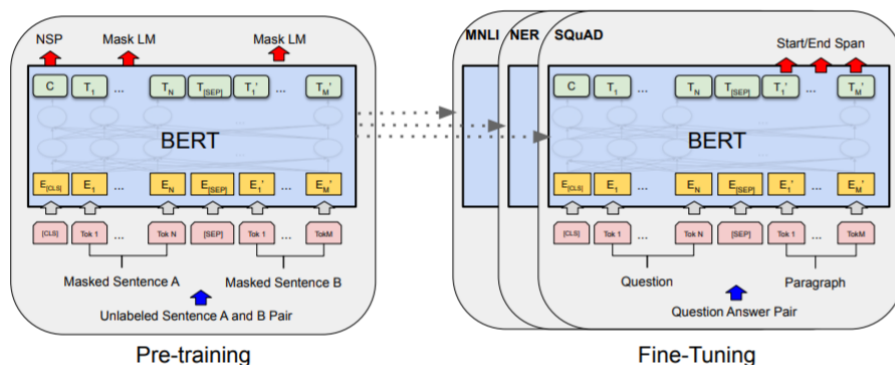 NSP Mask LM Mask LM
C T1 ... TN T[SEP] T1' ... TM'
BERT
E[CLS] E1 ... EN E[SEP] E1' ... EM'
[CLS] Tok 1 ... Tok N [SEP] Tok 1 ... TokM
Masked Sentence A Masked Sentence B
Unlabeled Sentence A and B Pair
Pre-training
MNLI NER SQuAD
Start/End Span
C T1 ... TN T[SEP] T1' ... TM'
BERT
E[CLS] E1 ... EN E[SEP] E1' ... EM'
[CLS] Tok 1 ... Tok N [SEP] Tok 1 ... TokM
Question Paragraph
Question Answer Pair
Fine-Tuning